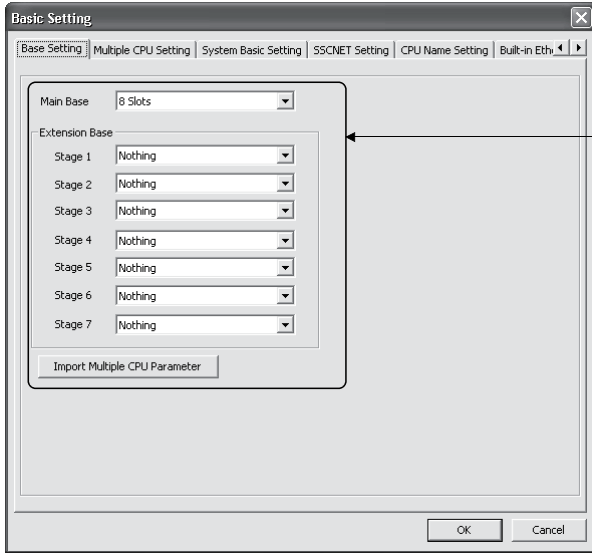 Basic Setting
Base Setting Multiple CPU Setting System Basic Setting SSCNET Setting CPU Name Setting Built-in
Main Base 8 Slots
Extension Base
Stage 1 Nothing
Stage 2 Nothing
Stage 3 Nothing
Stage 4 Nothing
Stage 5 Nothing
Stage 6 Nothing
Stage 7 Nothing
Import Multiple CPU Parameter
OK Cancel